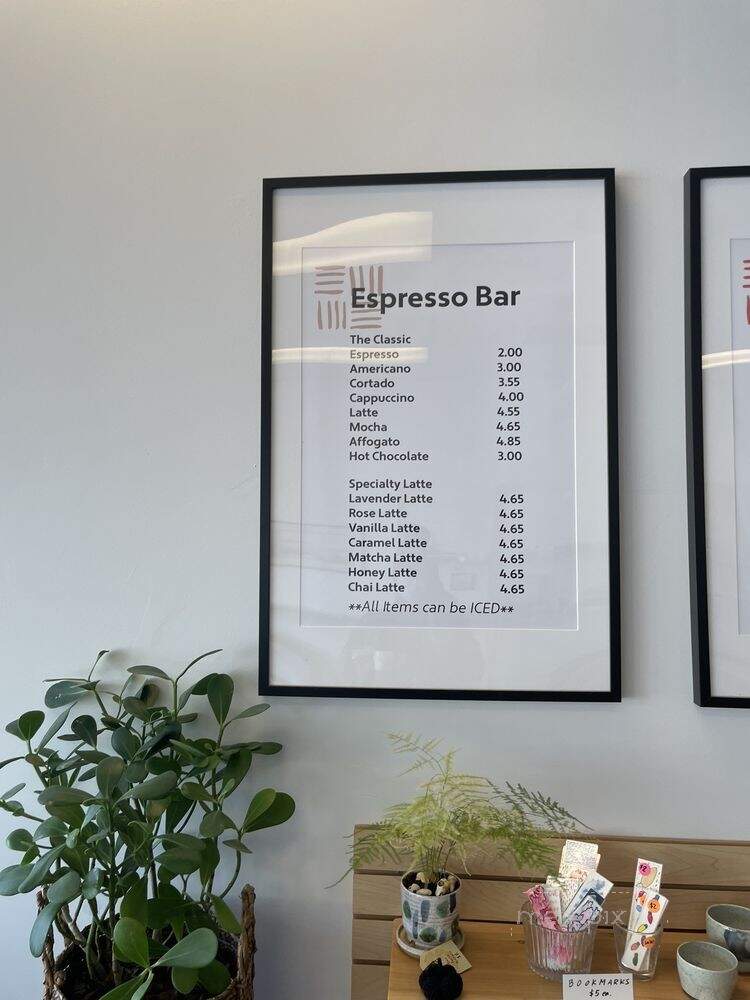 Espresso Bar
The Classic
Espresso 2.00
Americano 3.00
Cortado 3.55
Cappuccino 4.00
Latte 4.55
Mocha 4.65
Affogato 4.85
Hot Chocolate 3.00
Specialty Latte
Lavender Latte 4.65
Rose Latte 4.65
Vanilla Latte 4.65
Caramel Latte 4.65
Matcha Latte 4.65
Honey Latte 4.65
Chai Latte 4.65
**All Items can be ICED**
BOOKMARKS
$5 ea.